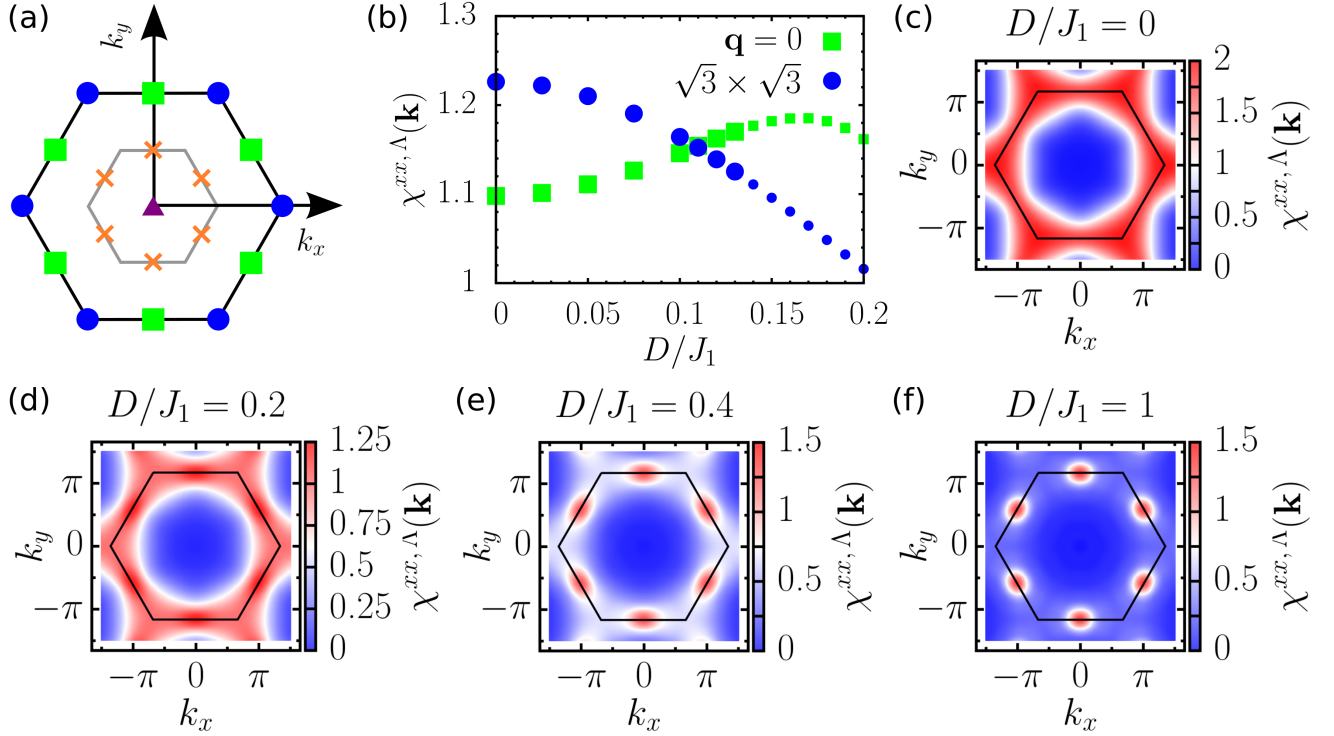 (a)
k_y
k_x
(b)
χ^{xx, Λ}(k)
1.3
1.2
1.1
1
q = 0
√3 × √3
0 0.05 0.1 0.15 0.2
D/J_1
(c)
D/J_1 = 0
k_y
π
0
−π
−π 0 π
k_x
2
1.5
1
0.5
0
χ^{xx, Λ}(k)
(d)
D/J_1 = 0.2
k_y
π
0
−π
−π 0 π
k_x
1.25
1
0.75
0.5
0.25
0
χ^{xx, Λ}(k)
(e)
D/J_1 = 0.4
k_y
π
0
−π
−π 0 π
k_x
1.5
1
0.5
0
χ^{xx, Λ}(k)
(f)
D/J_1 = 1
k_y
π
0
−π
−π 0 π
k_x
1.5
1
0.5
0
χ^{xx, Λ}(k)